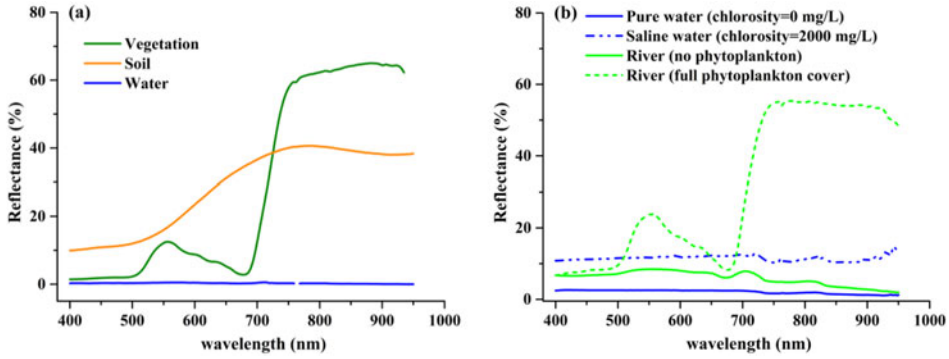 (a)
Vegetation
Soil
Water
Reflectance (%)
80
60
40
20
0
400 500 600 700 800 900 1000
wavelength (nm)
(b)
Pure water (chlorosity=0 mg/L)
Saline water (chlorosity=2000 mg/L)
River (no phytoplankton)
River (full phytoplankton cover)
Reflectance (%)
80
60
40
20
0
400 500 600 700 800 900 1000
wavelength (nm)